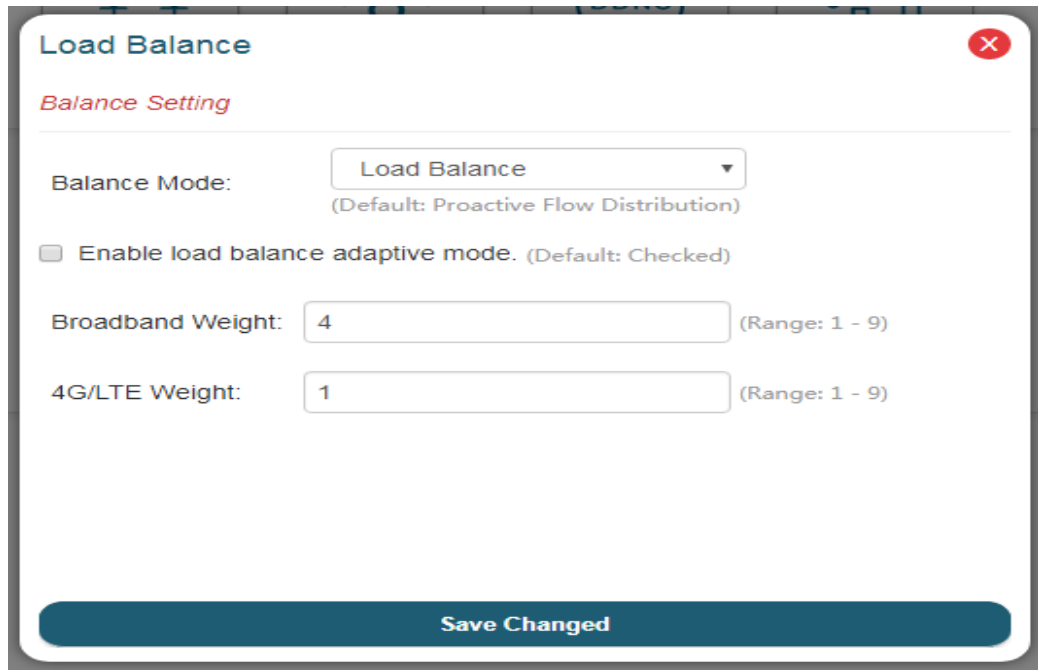 Load Balance
Balance Setting
Balance Mode:
Load Balance
(Default: Proactive Flow Distribution)
Enable load balance adaptive mode. (Default: Checked)
Broadband Weight: 4 (Range: 1 - 9)
4G/LTE Weight: 1 (Range: 1 - 9)
Save Changed